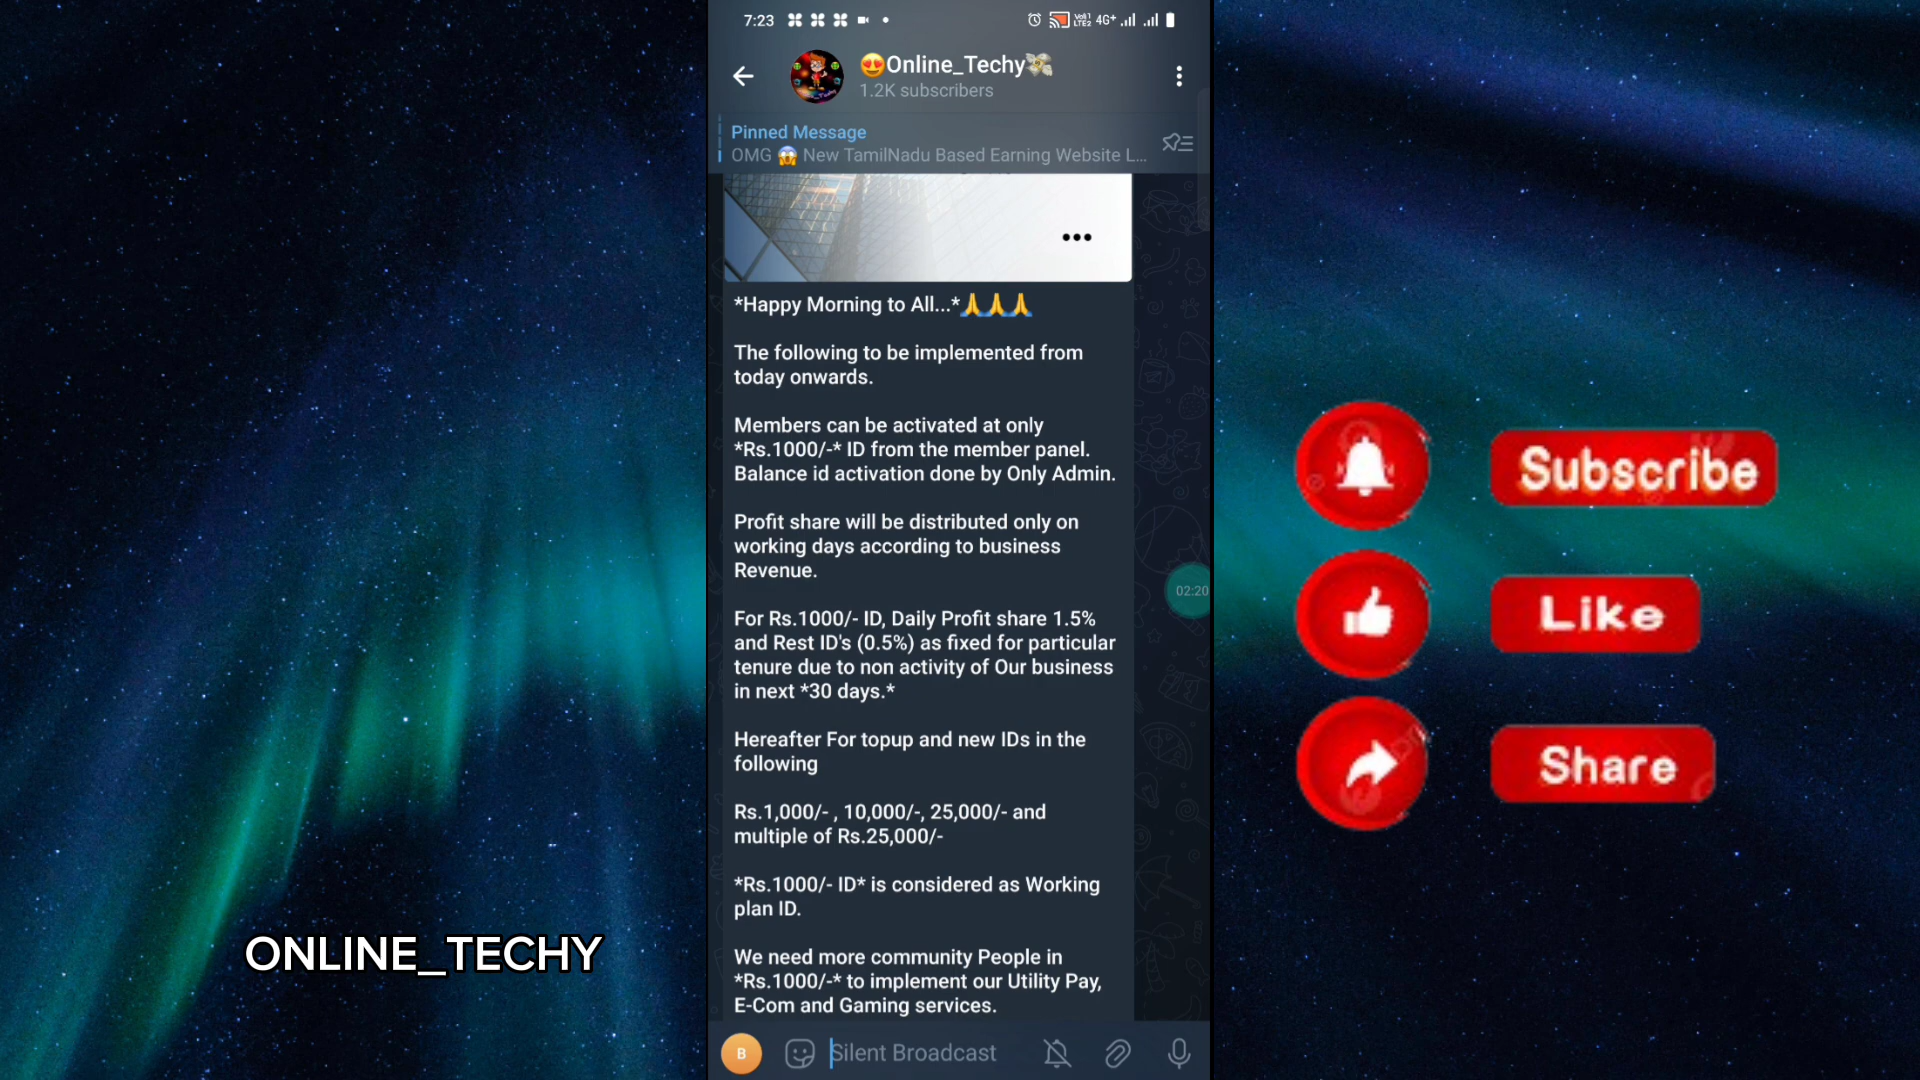 7:23
4G+
😍Online_Techy💸
1.2K subscribers
Pinned Message
OMG 😱 New TamilNadu Based Earning Website L...
*Happy Morning to All...*🙏🙏🙏
The following to be implemented from
today onwards.
Members can be activated at only
*Rs.1000/-* ID from the member panel.
Balance id activation done by Only Admin.
Profit share will be distributed only on
working days according to business
Revenue.
02:20
For Rs.1000/- ID, Daily Profit share 1.5%
and Rest ID's (0.5%) as fixed for particular
tenure due to non activity of Our business
in next *30 days.*
Hereafter For topup and new IDs in the
following
Rs.1,000/- , 10,000/-, 25,000/- and
multiple of Rs.25,000/-
*Rs.1000/- ID* is considered as Working
plan ID.
We need more community People in
*Rs.1000/-* to implement our Utility Pay,
E-Com and Gaming services.
B
Silent Broadcast
ONLINE_TECHY
Subscribe
Like
Share